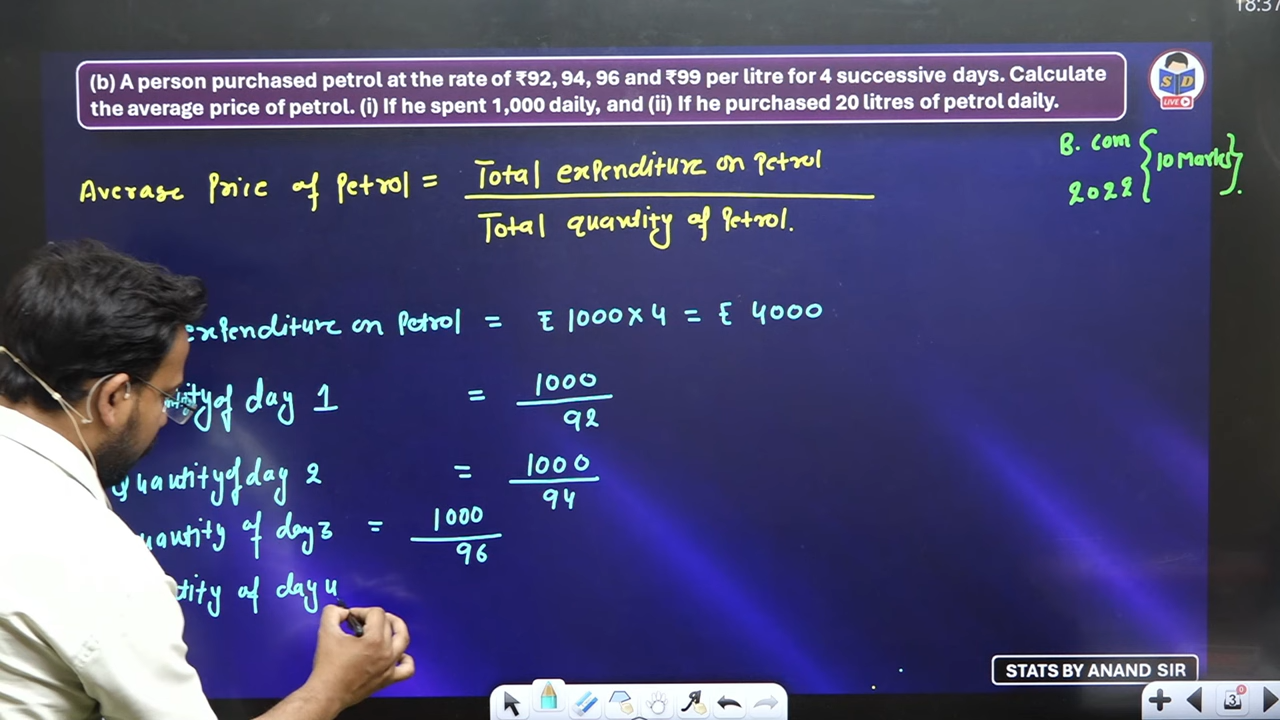 18:37
(b) A person purchased petrol at the rate of ₹92, 94, 96 and ₹99 per litre for 4 successive days. Calculate
the average price of petrol. (i) If he spent 1,000 daily, and (ii) If he purchased 20 litres of petrol daily.
S D
LIVE
B. com
2022
10 Marks
Average Price of Petrol = Total expenditure on Petrol
Total quantity of Petrol.
expenditure on Petrol = ₹ 1000 × 4 = ₹ 4000
of day 1 = 1000
92
Quantity of day 2 = 1000
94
of day 3 = 1000
96
of day 4
STATS BY ANAND SIR
3